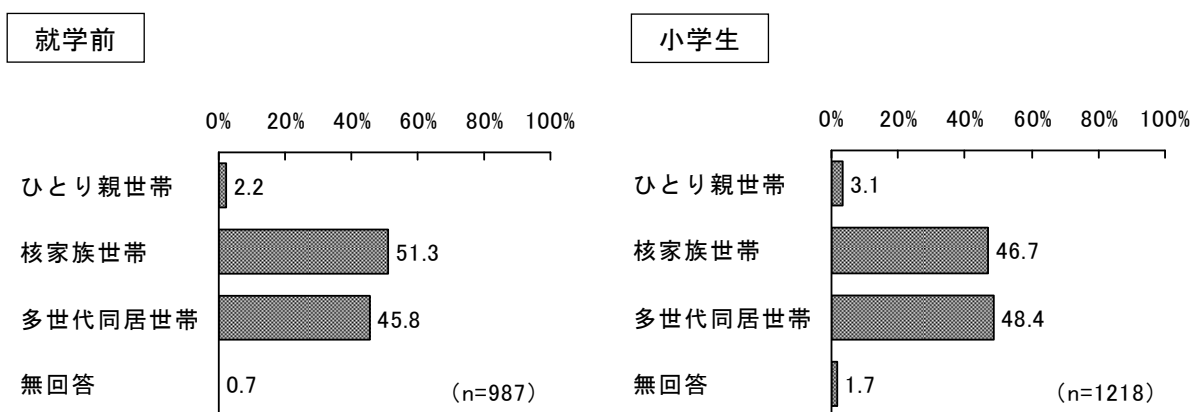 就学前
0% 20% 40% 60% 80% 100%
ひとり親世帯 2.2
核家族世帯 51.3
多世代同居世帯 45.8
無回答 0.7 (n=987)
小学生
0% 20% 40% 60% 80% 100%
ひとり親世帯 3.1
核家族世帯 46.7
多世代同居世帯 48.4
無回答 1.7 (n=1218)